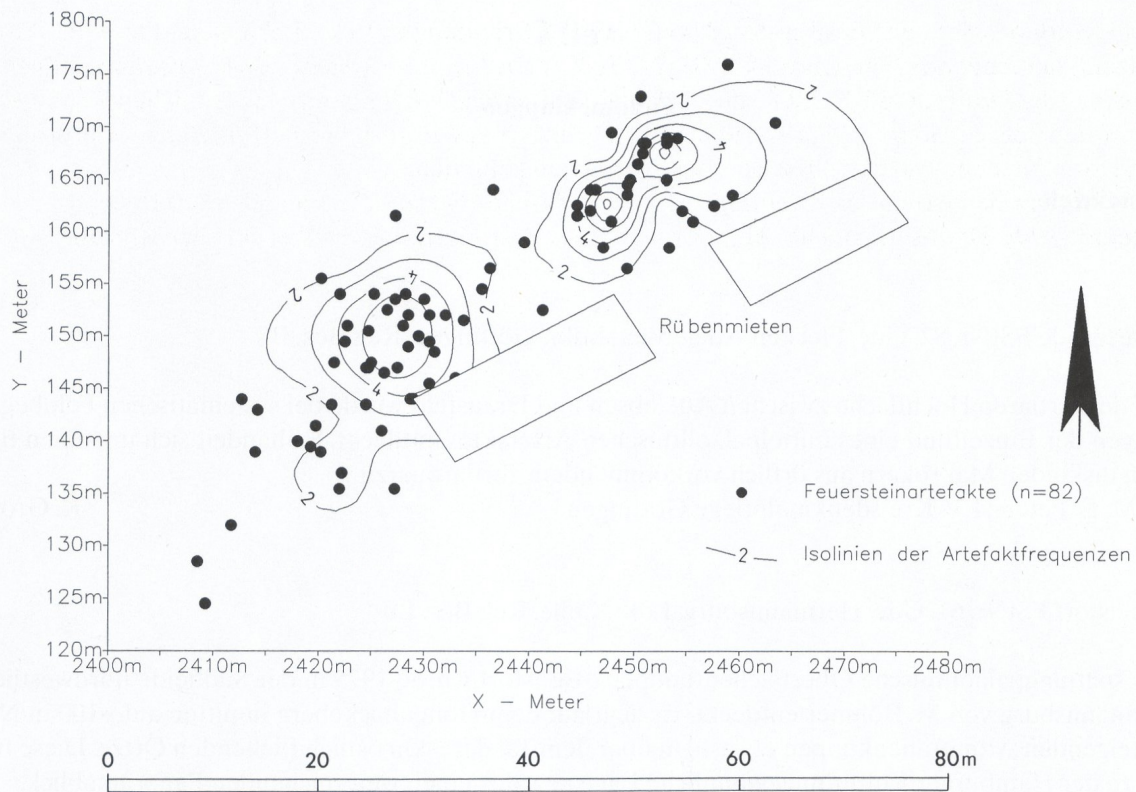 180m
175m
170m
165m
160m
155m
150m
145m
140m
135m
130m
125m
120m
Y – Meter
2 2 2 4
2 4 2
2 4 2 2
2 4 2
Rübenmieten
Feuersteinartefakte (n=82)
2 Isolinien der Artefaktfrequenzen
2400m 2410m 2420m 2430m 2440m 2450m 2460m 2470m 2480m
X – Meter
0 20 40 60 80m